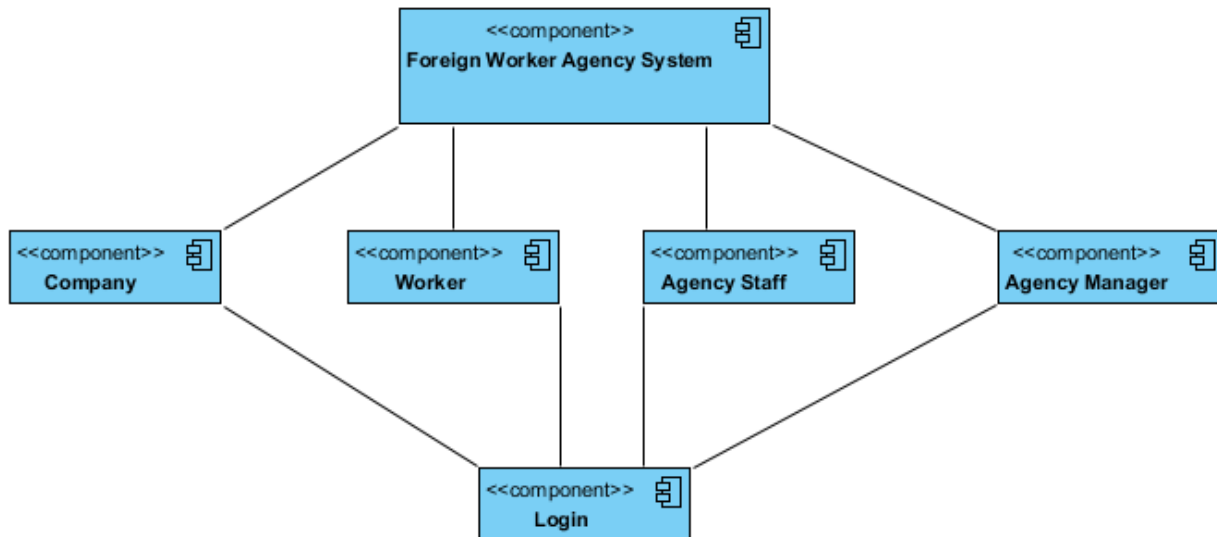 <<component>>
Foreign Worker Agency System
<<component>>
Company
<<component>>
Worker
<<component>>
Agency Staff
<<component>>
Agency Manager
<<component>>
Login